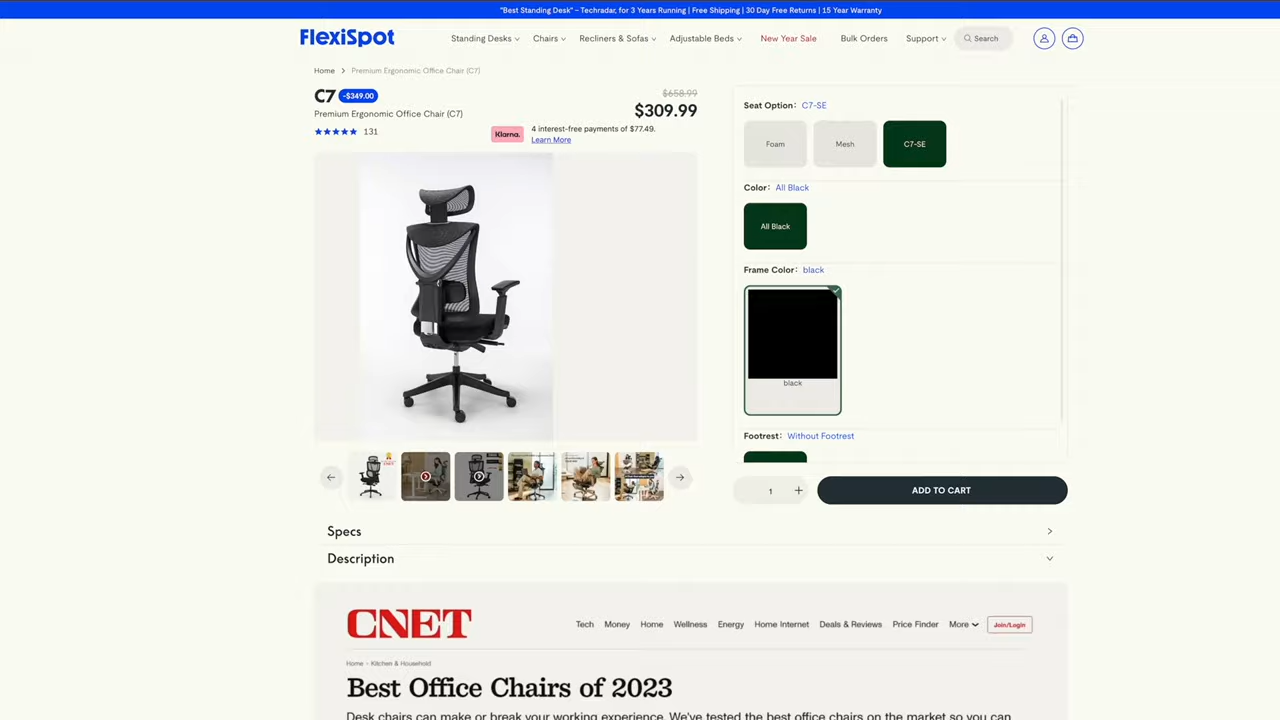 "Best Standing Desk" – Techradar, for 3 Years Running | Free Shipping | 30 Day Free Returns | 15 Year Warranty
FlexiSpot
Standing Desks
Chairs
Recliners & Sofas
Adjustable Beds
New Year Sale
Bulk Orders
Support
Search
Home
Premium Ergonomic Office Chair (C7)
C7
-$349.00
$658.99
$309.99
Premium Ergonomic Office Chair (C7)
131
Klarna.
4 interest-free payments of $77.49.
Learn More
Seat Option: C7-SE
Foam
Mesh
C7-SE
Color: All Black
All Black
Frame Color: black
black
Footrest: Without Footrest
1
+
ADD TO CART
Specs
Description
CNET
Tech
Money
Home
Wellness
Energy
Home Internet
Deals & Reviews
Price Finder
More
Join/Login
Home > Kitchen & Household
Best Office Chairs of 2023
Desk chairs can make or break your working experience. We've tested the best office chairs on the market so you can